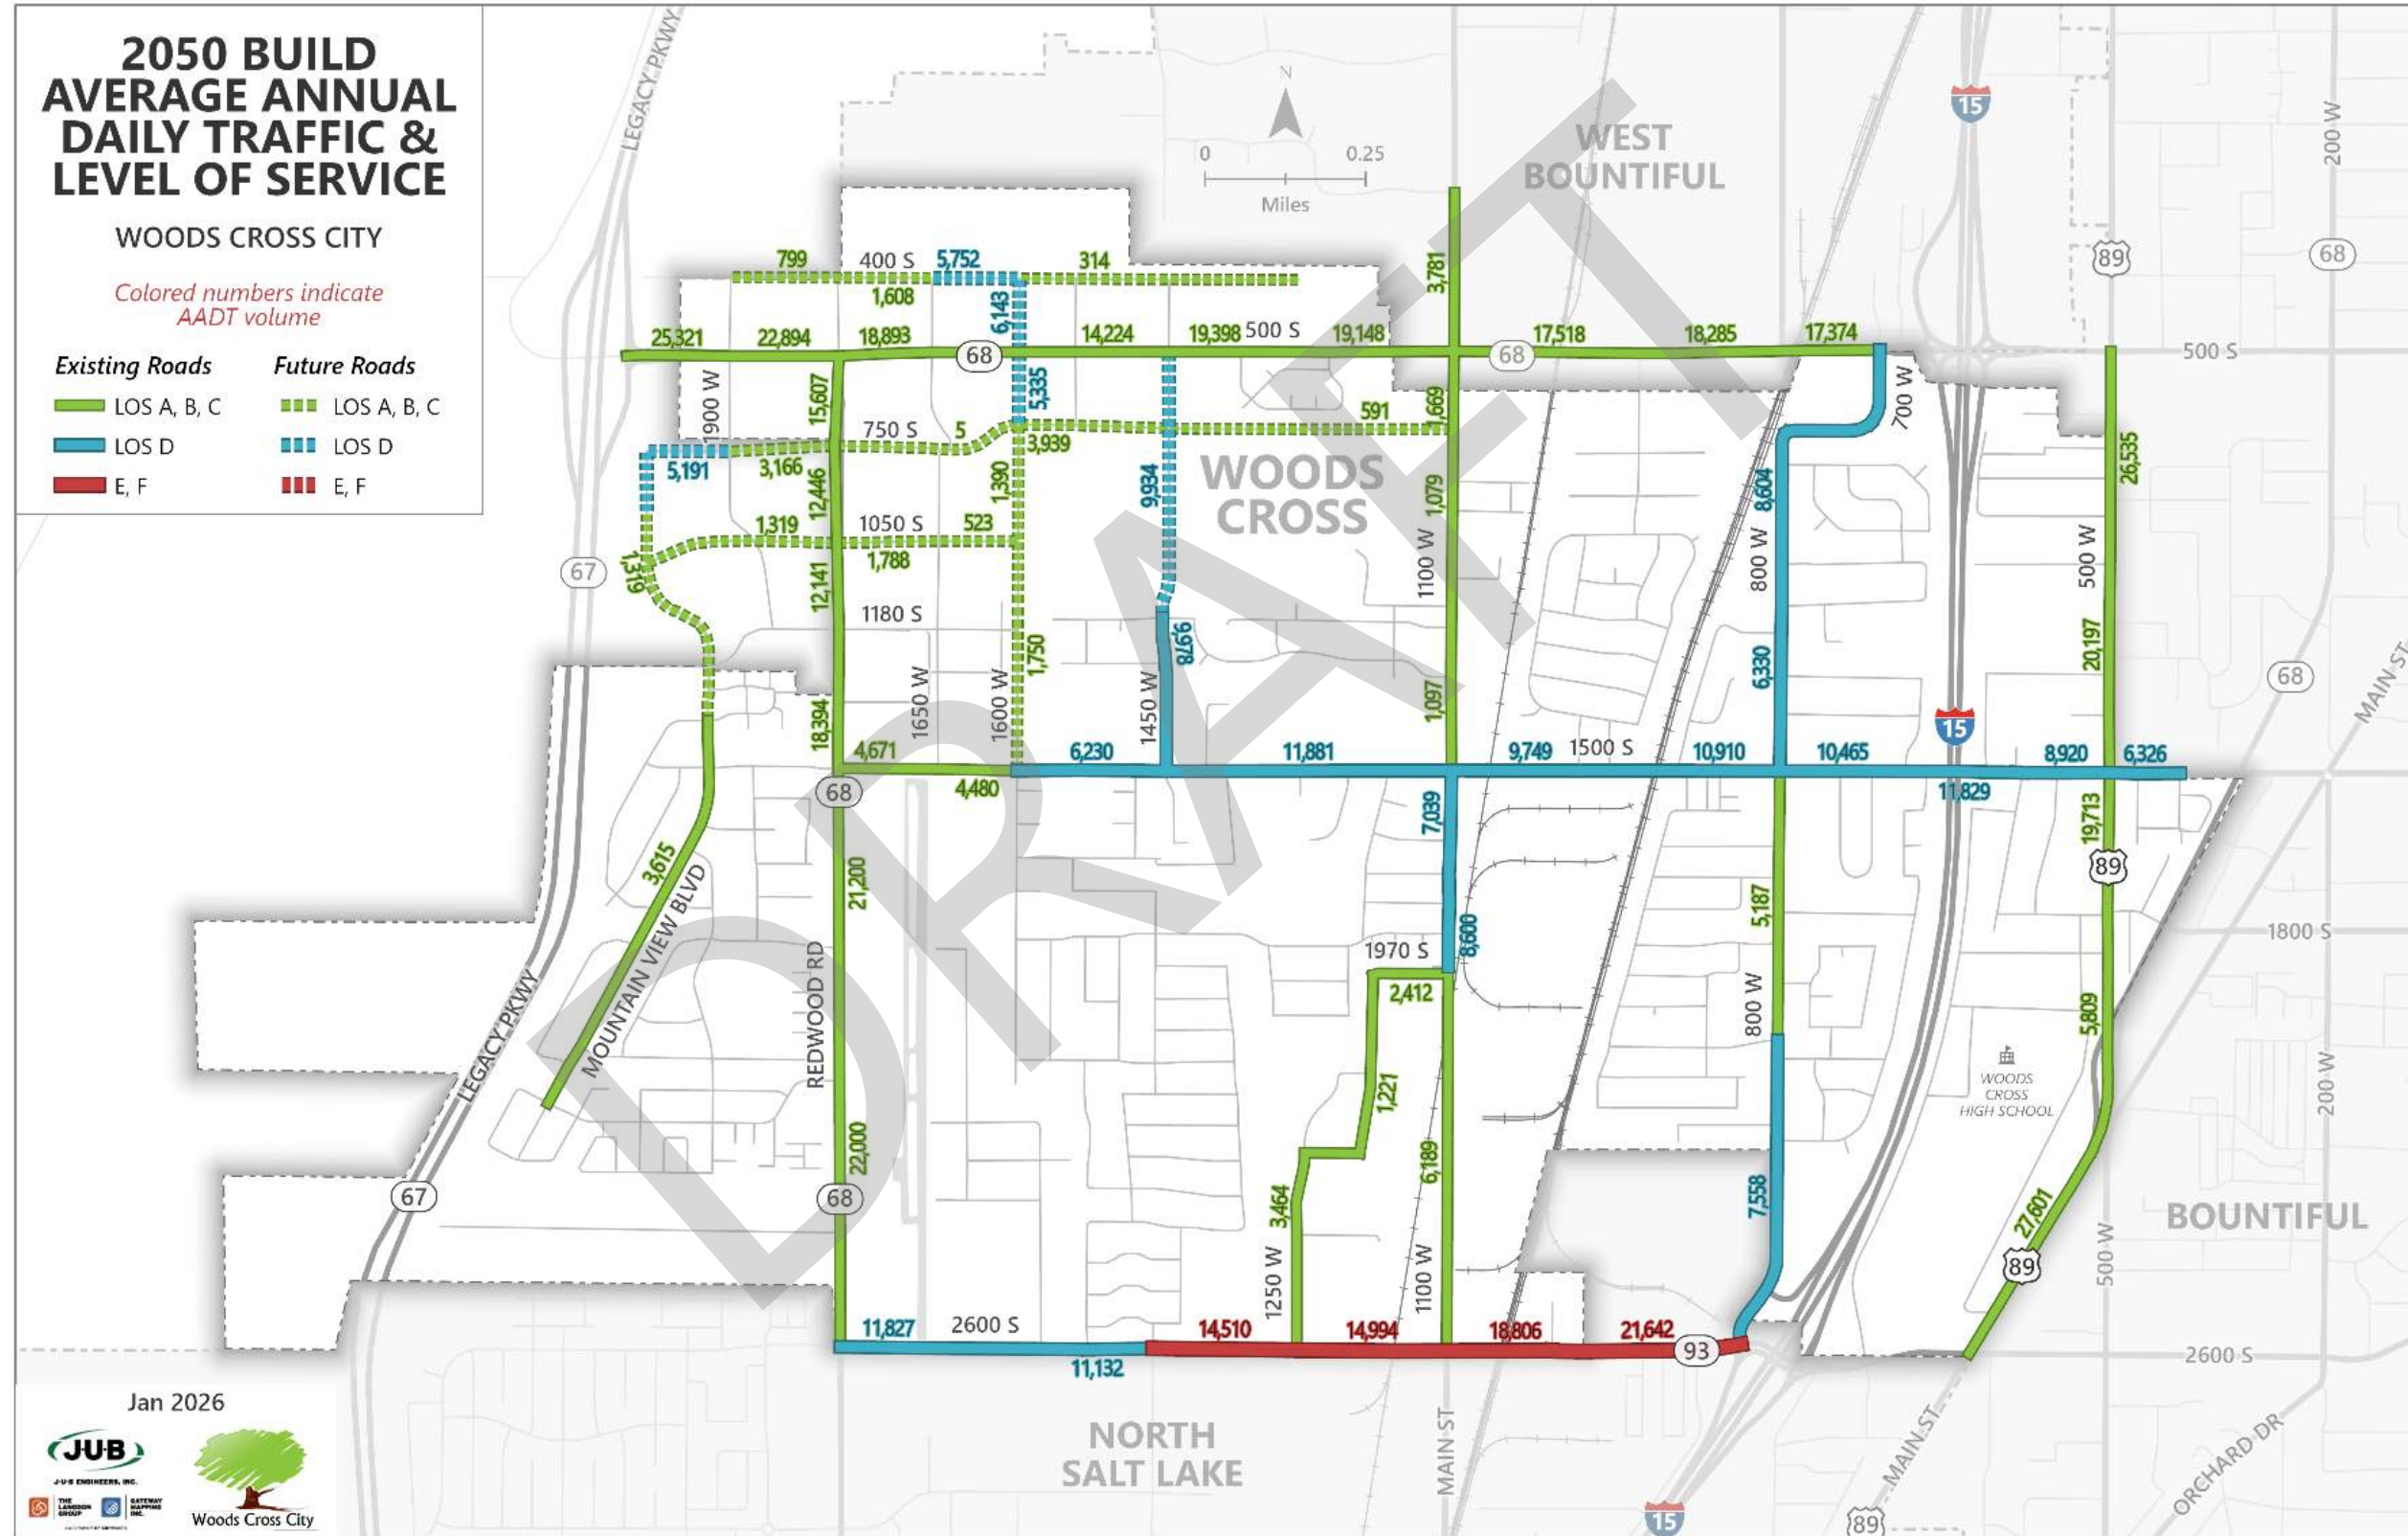 2050 BUILD
AVERAGE ANNUAL
DAILY TRAFFIC &
LEVEL OF SERVICE
WOODS CROSS CITY
Colored numbers indicate
AADT volume
Existing Roads Future Roads
LOS A, B, C LOS A, B, C
LOS D LOS D
E, F E, F
N
0 0.25
Miles
LEGACY PKWY
WEST
BOUNTIFUL
15
200 W
89
68
799 400 S 5,752 314
1,608
6,143
3,781
25,321 22,894 18,893 14,224 19,398 500 S 19,148 17,518 18,285 17,374
68
68
500 S
1900 W
15,607
5,335
1,669
700 W
591
750 S 5
3,939
5,191 3,166
12,446
1,390
9,934
WOODS
CROSS
1,079
8,604
26,535
1,319 1050 S 523
1,788
1,319
67
12,141
1100 W
800 W
500 W
1180 S
1,750
9,978
6,330
20,197
68
MAIN ST
18,394
1650 W
1600 W
1450 W
1,097
15
4,671 6,230 11,881 9,749 1500 S 10,910 10,465 8,920 6,326
4,480
11,829
68
7,039
19,713
89
3,615
MOUNTAIN VIEW BLVD
21,200
5,187
8,600
1800 S
1970 S
2,412
LEGACY PKWY
REDWOOD RD
800 W
5,809
WOODS
CROSS
HIGH SCHOOL
1,221
200 W
22,000
6,189
67
68
3,464
7,558
27,601
BOUNTIFUL
89
500 W
1250 W
1100 W
11,827 2600 S 14,510 14,994 18,806 21,642
93
11,132
2600 S
NORTH
SALT LAKE
MAIN ST
MAIN ST
ORCHARD DR
15
89
DRAFT
Jan 2026
J-U-B
J-U-B ENGINEERS, INC.
THE
LANGDON
GROUP
GATEWAY
MAPPING
INC.
Woods Cross City